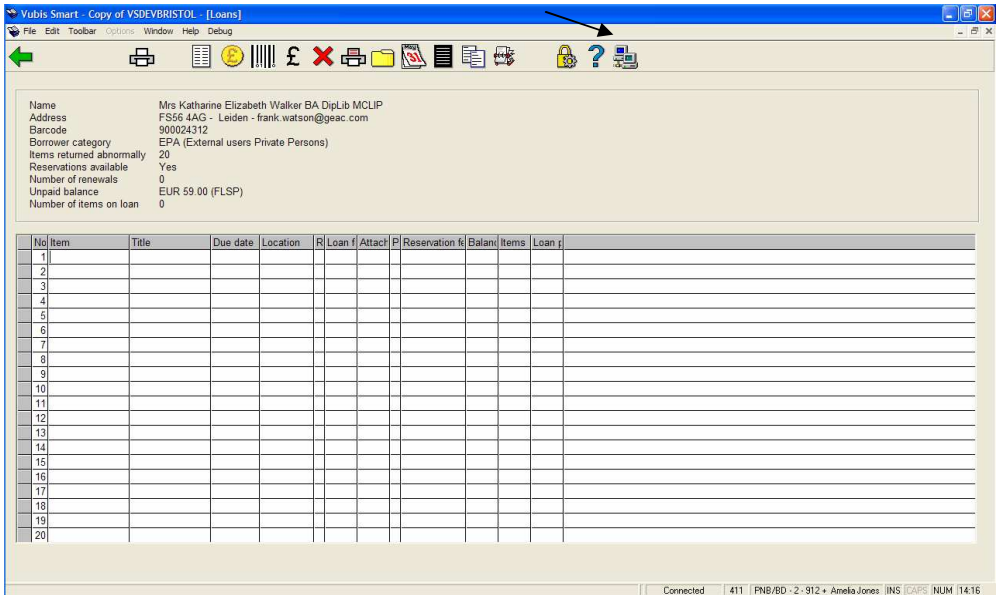 Vubis Smart - Copy of VSDEVBRISTOL - [Loans]
File Edit Toolbar Options Window Help Debug
£ £ 31 ?
Name Mrs Katharine Elizabeth Walker BA DipLib MCLIP
Address FS56 4AG - Leiden - frank.watson@geac.com
Barcode 900024312
Borrower category EPA (External users Private Persons)
Items returned abnormally 20
Reservations available Yes
Number of renewals 0
Unpaid balance EUR 59.00 (FLSP)
Number of items on loan 0
No Item Title Due date Location R Loan f Attach P Reservation fe Balanc Items Loan p
1
2
3
4
5
6
7
8
9
10
11
12
13
14
15
16
17
18
19
20
Connected 411 PNB/BD - 2 - 912 + Amelia Jones INS CAPS NUM 14:16